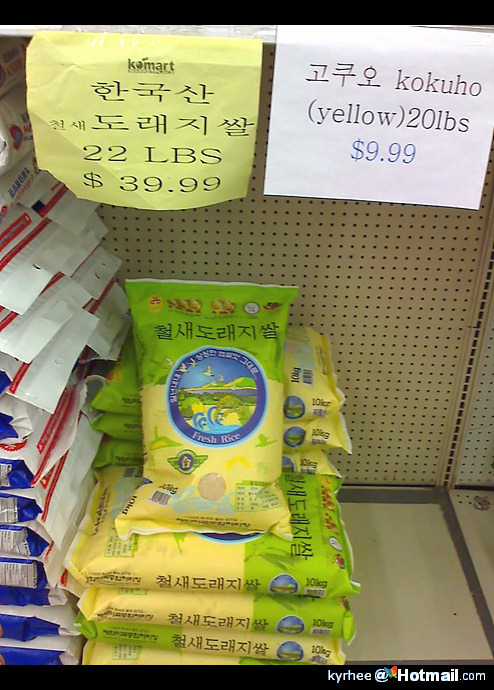 komart
한국산
철새도래지쌀
22 LBS
$ 39.99
고쿠오 kokuho
(yellow)20lbs
$9.99
철새도래지쌀
Fresh Rice
10kg
10kg
10kg
10kg
철새도래지쌀
10kg
철새도래지쌀
철새도래지쌀
kyrhee @ Hotmail.com